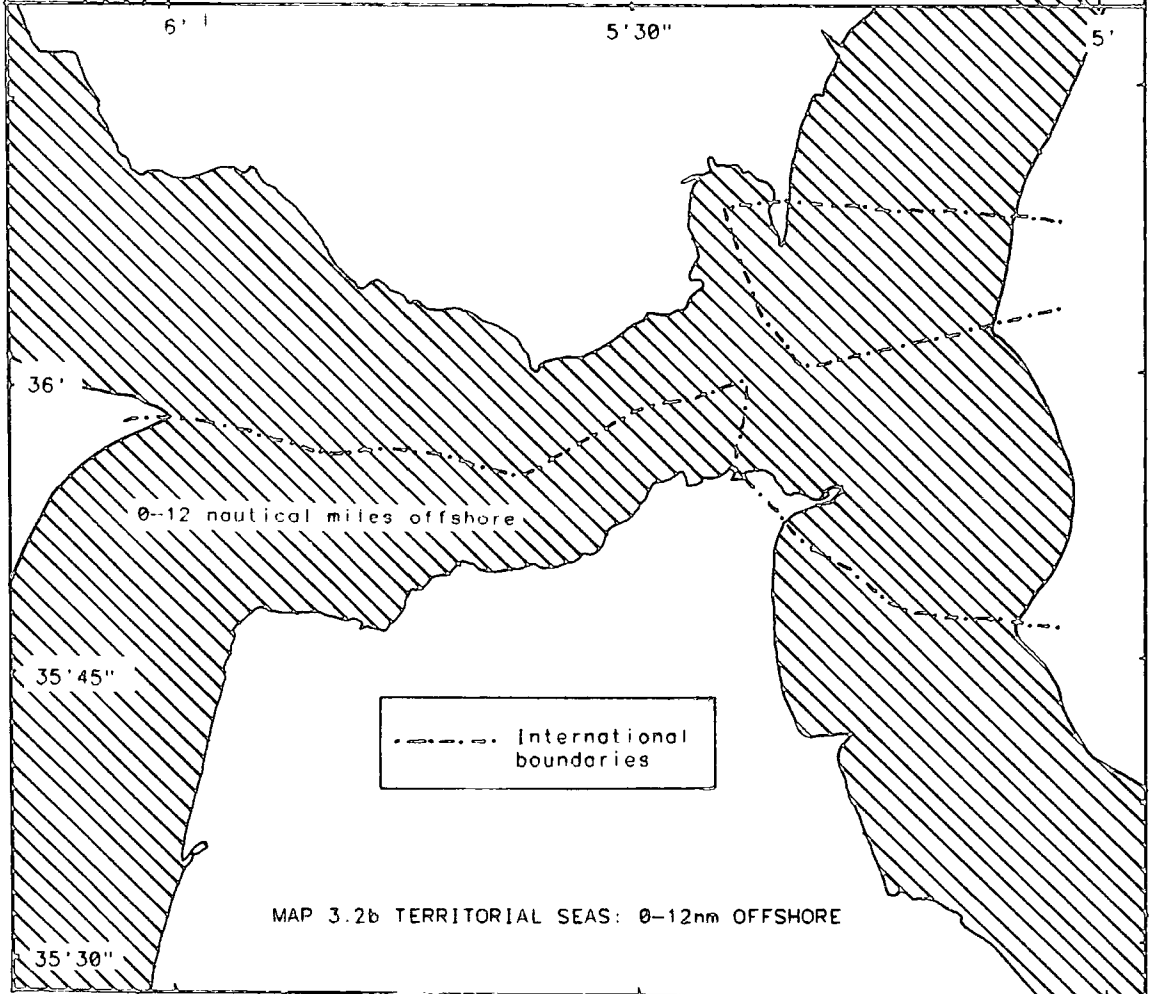 6'
5'30"
5'
36'
0-12 nautical miles offshore
35'45"
International
boundaries
MAP 3.2b TERRITORIAL SEAS: 0-12nm OFFSHORE
35'30"